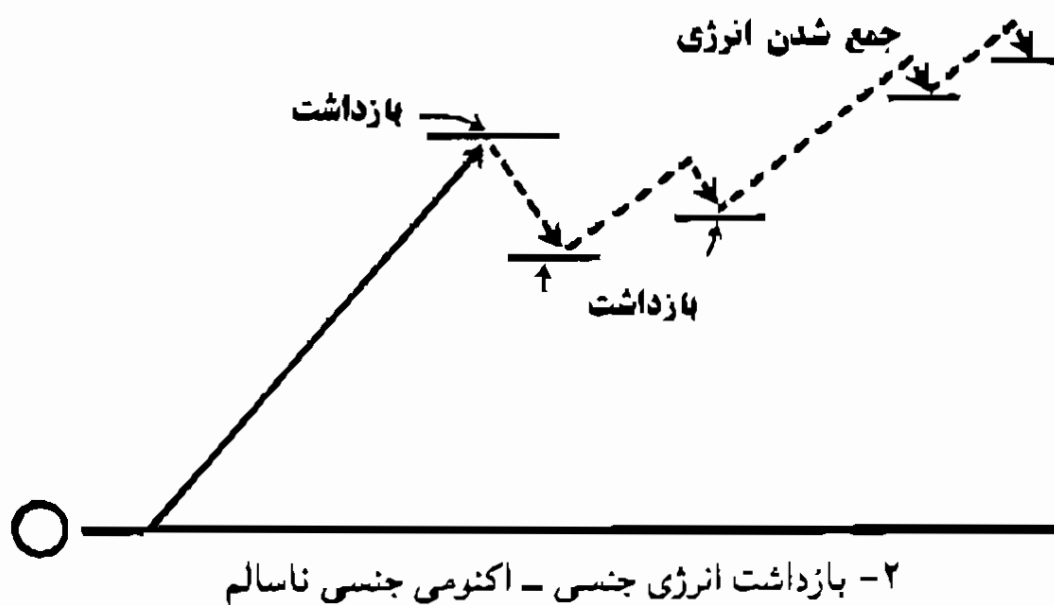 جمع شدن انرژی
بازداشت
بازداشت
۲- بازداشت انرژی جنسی – اکنومی جنسی ناسالم